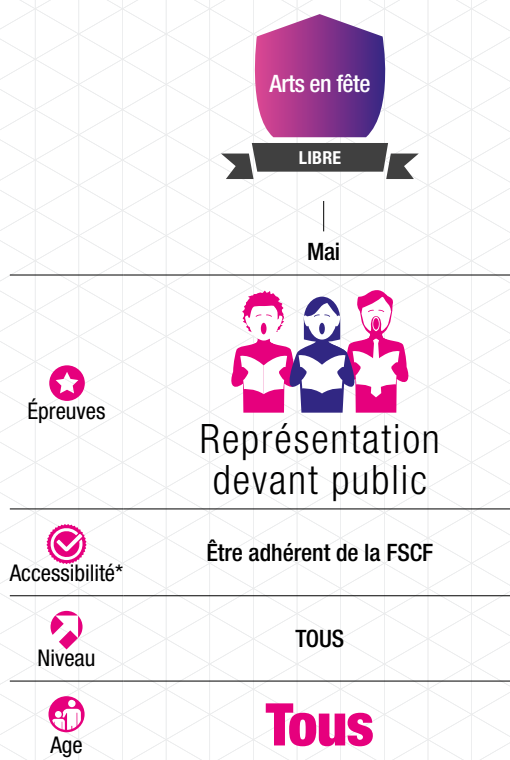 Arts en fête
LIBRE
Mai
Épreuves
Représentation
devant public
Accessibilité*
Être adhérent de la FSCF
Niveau
TOUS
Age
Tous